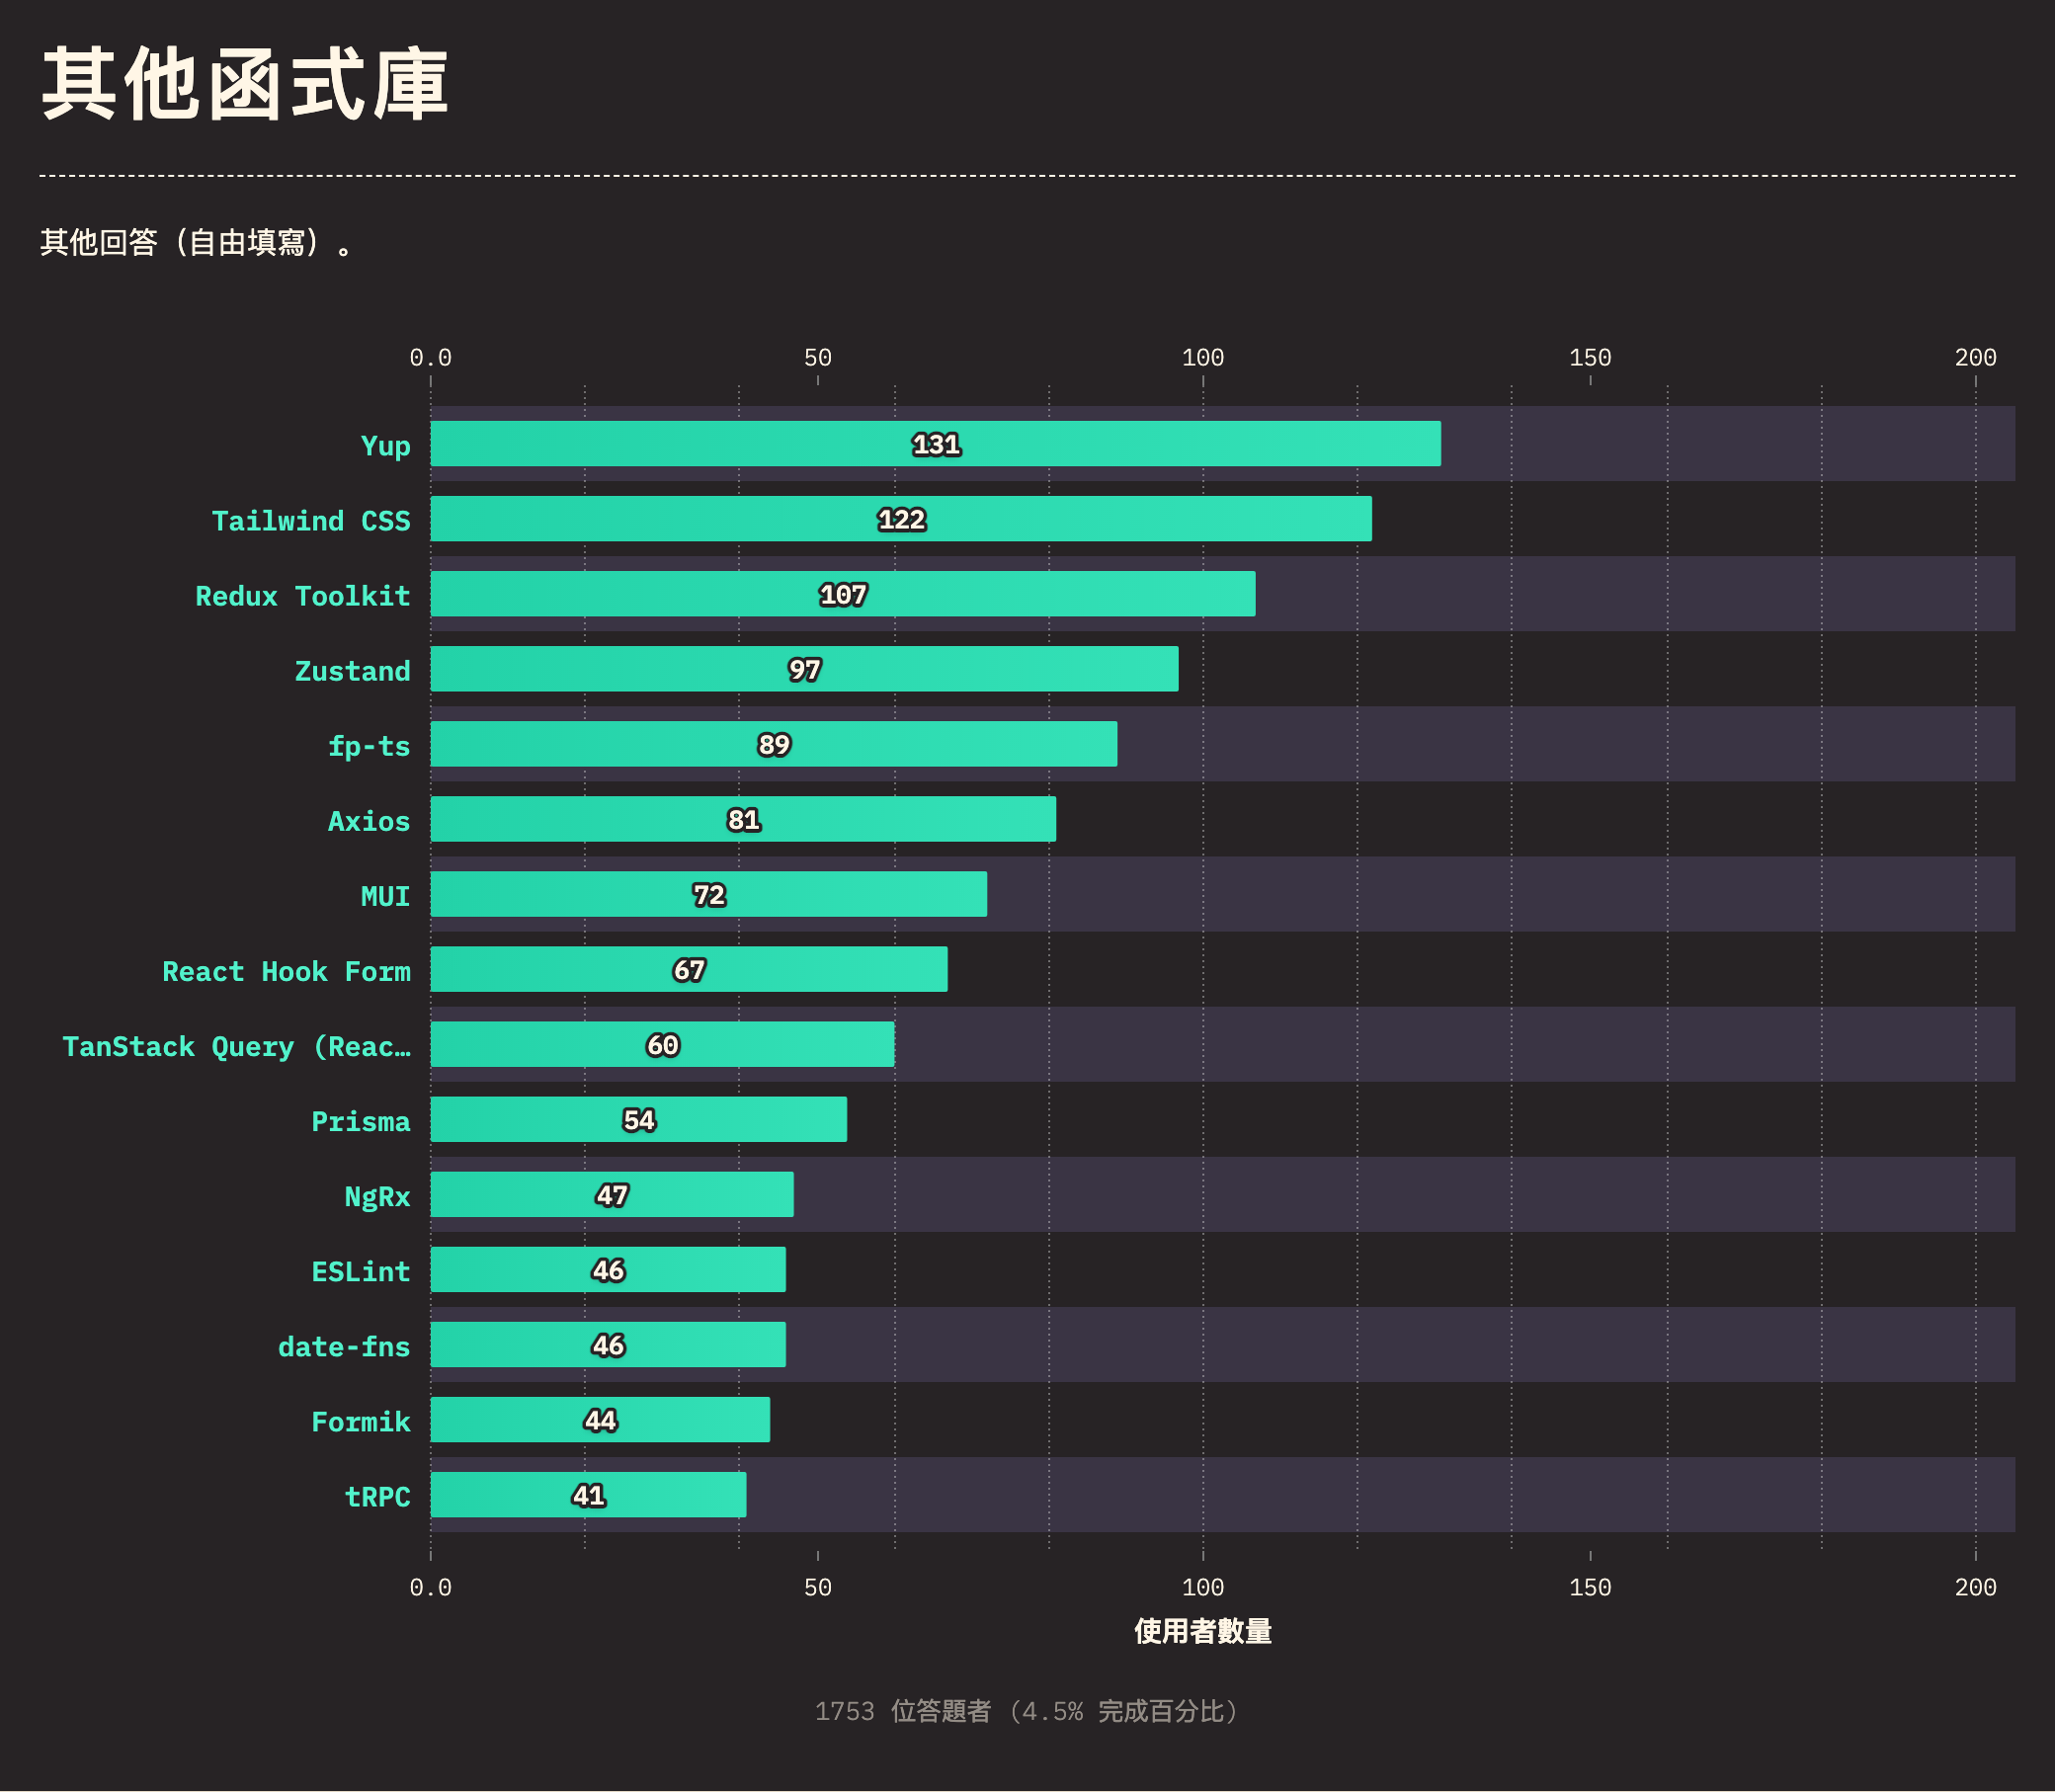 其他函式庫
其他回答（自由填寫）。
0.0 50 100 150 200
Yup 131
Tailwind CSS 122
Redux Toolkit 107
Zustand 97
fp-ts 89
Axios 81
MUI 72
React Hook Form 67
TanStack Query (Reac… 60
Prisma 54
NgRx 47
ESLint 46
date-fns 46
Formik 44
tRPC 41
0.0 50 100 150 200
使用者數量
1753 位答題者 (4.5% 完成百分比)